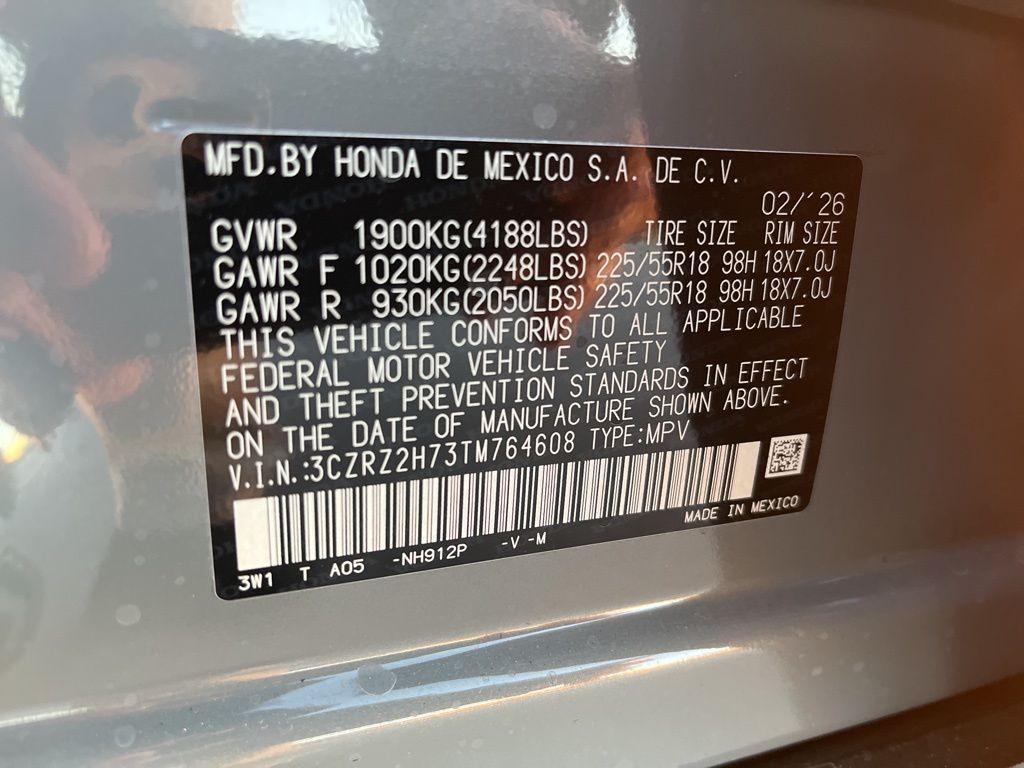 MFD.BY HONDA DE MEXICO S.A. DE C.V.
02/'26
GVWR 1900KG(4188LBS) TIRE SIZE RIM SIZE
GAWR F 1020KG(2248LBS) 225/55R18 98H 18X7.0J
GAWR R 930KG(2050LBS) 225/55R18 98H 18X7.0J
THIS VEHICLE CONFORMS TO ALL APPLICABLE
FEDERAL MOTOR VEHICLE SAFETY
AND THEFT PREVENTION STANDARDS IN EFFECT
ON THE DATE OF MANUFACTURE SHOWN ABOVE.
V.I.N.:3CZRZ2H73TM764608 TYPE:MPV
MADE IN MEXICO
3W1 T A05 -NH912P -V -M